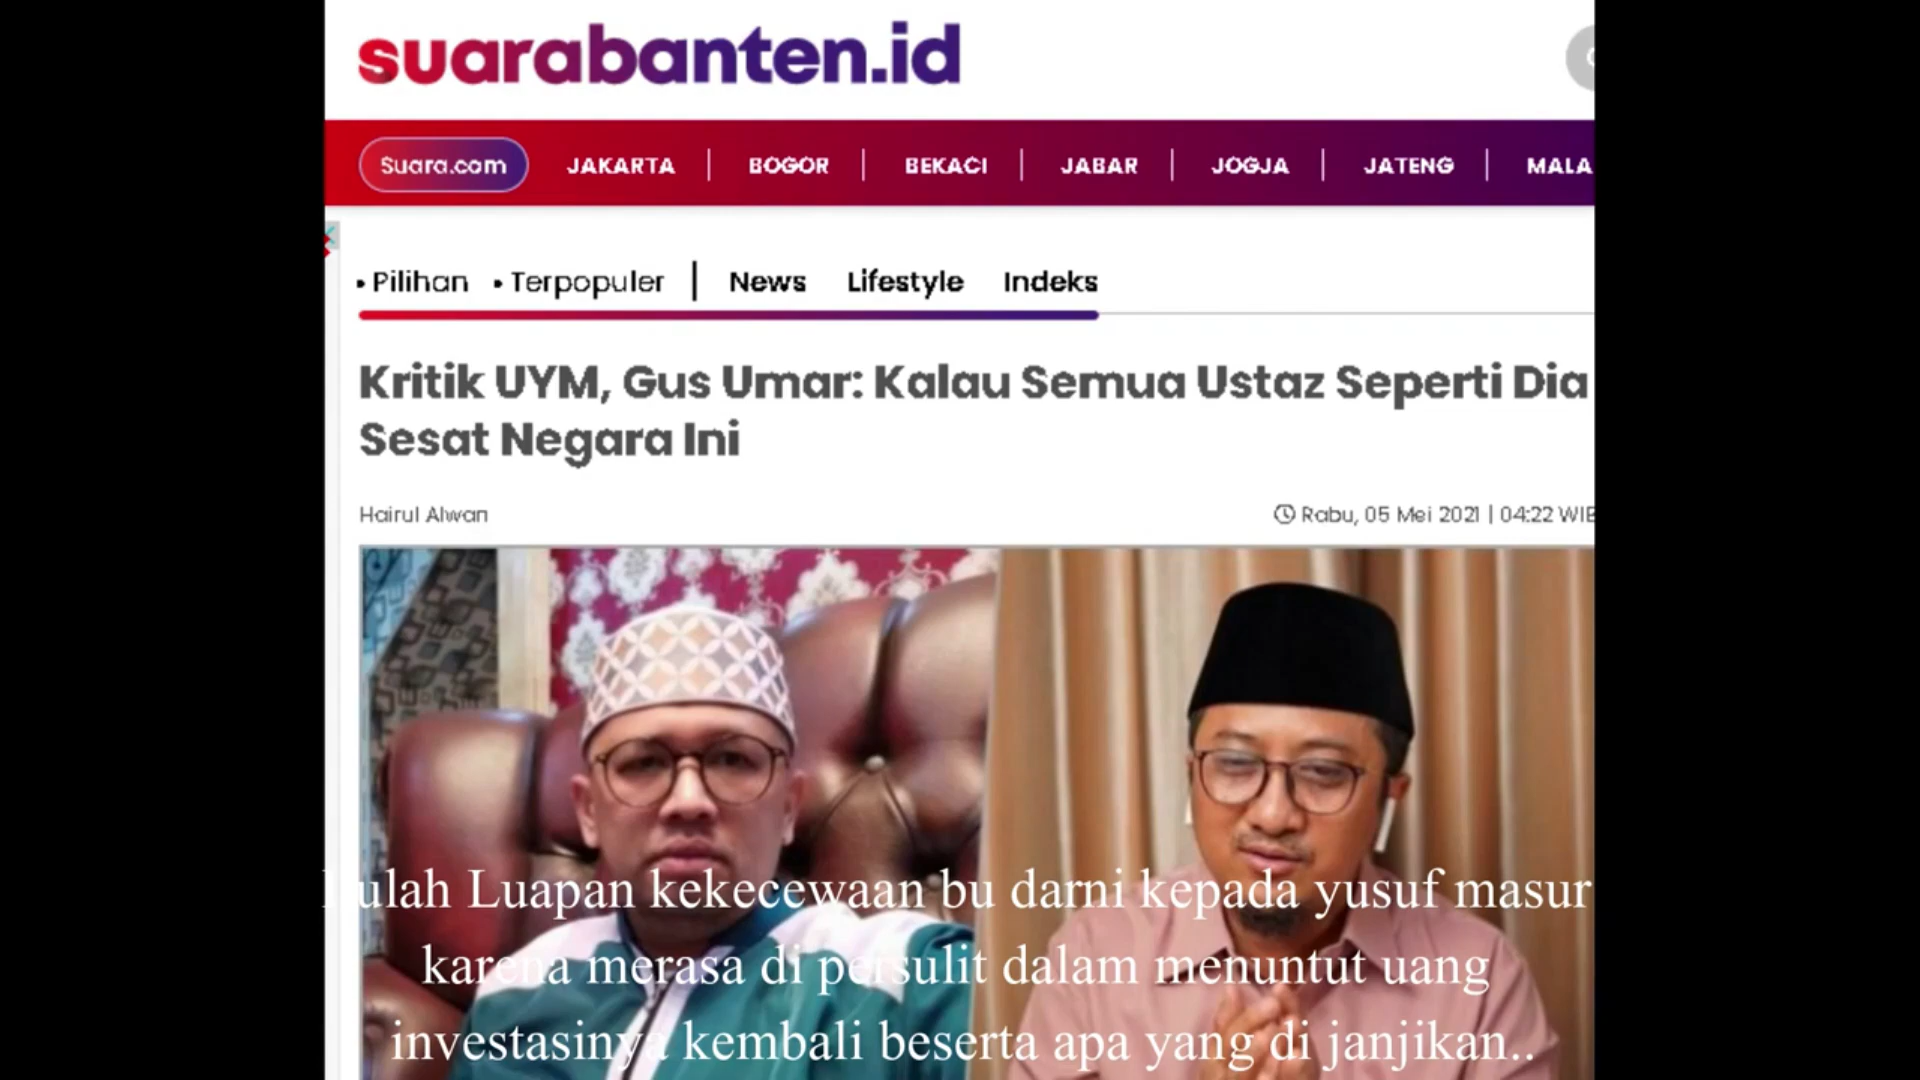 suarabanten.id
Suara.com JAKARTA BOGOR BEKACI JABAR JOGJA JATENG MALA
• Pilihan • Terpopuler | News Lifestyle Indeks
Kritik UYM, Gus Umar: Kalau Semua Ustaz Seperti Dia
Sesat Negara Ini
Hairul Alwan
Rabu, 05 Mei 2021 | 04:22 WIB
Luapan kekecewaan bu darni kepada yusuf masur
karena merasa di persulit dalam menuntut uang
investasinya kembali beserta apa yang di janjikan..